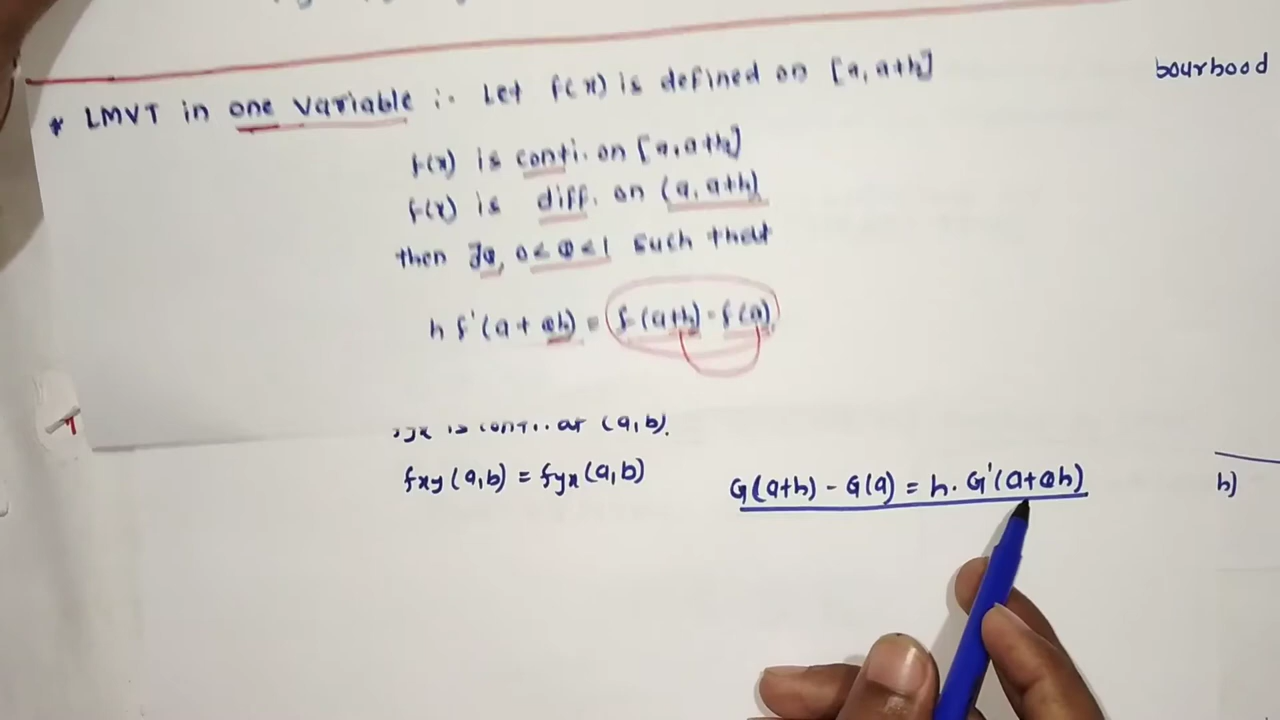 * LMVT in one variable :- Let f(x) is defined on [a, a+h]
bourhood
f(x) is conti. on [a, a+h]
f(x) is diff. on (a, a+h)
then ∃θ, 0 < θ < 1 such that
h f'(a + θh) = f(a+h) - f(a)
is conti. at (a,b).
fxy(a,b) = fyx(a,b)
G(a+h) - G(a) = h. G'(a+θh)
h)